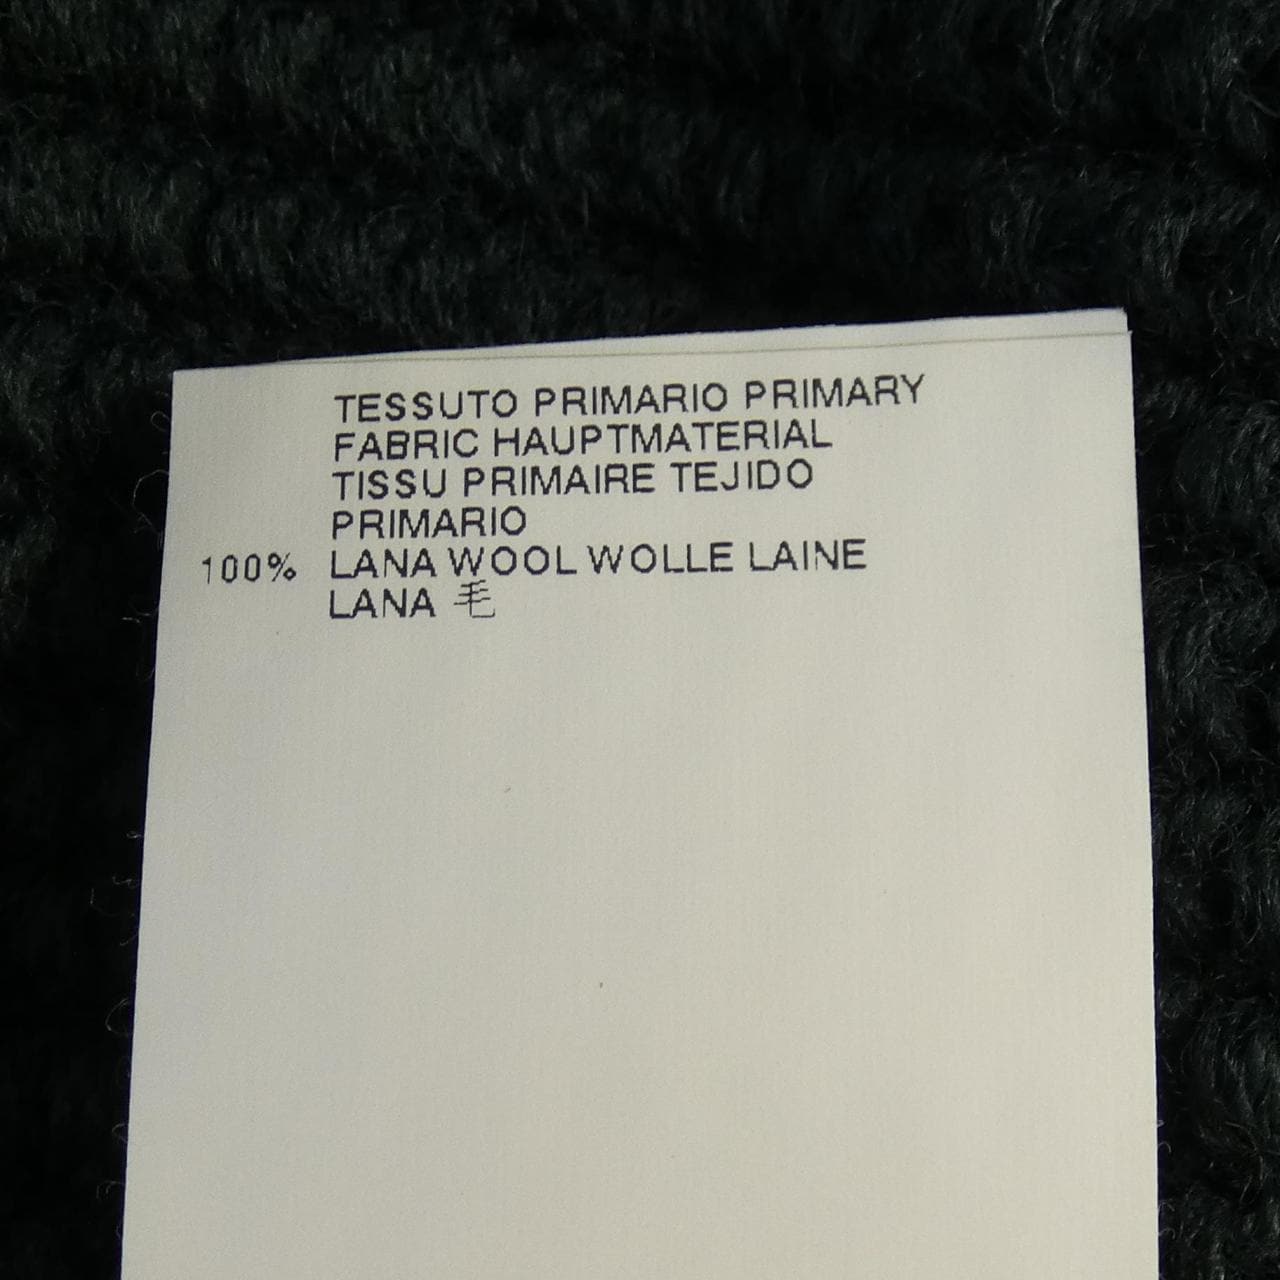 TESSUTO PRIMARIO PRIMARY
FABRIC HAUPTMATERIAL
TISSU PRIMAIRE TEJIDO
PRIMARIO
100% LANA WOOL WOLLE LAINE
LANA 毛